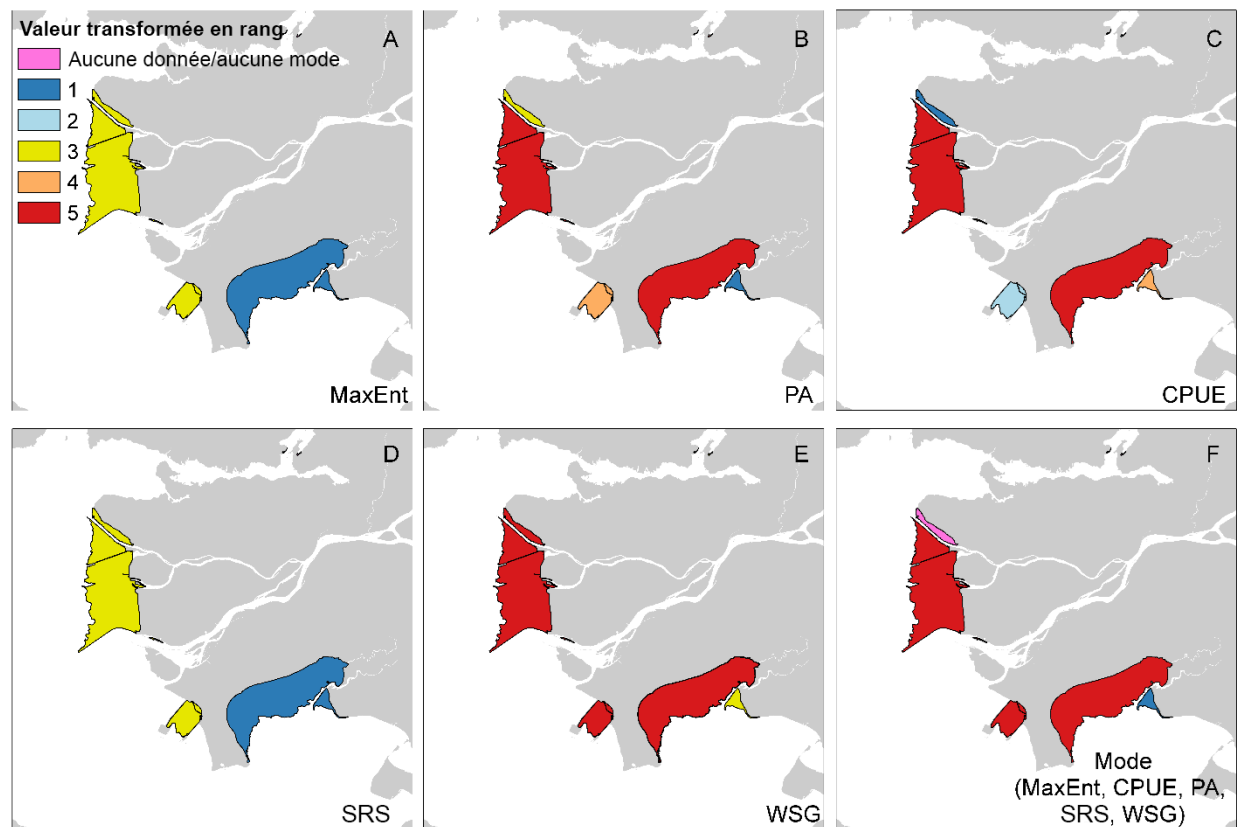 Valeur transformée en rang
Aucune donnée/aucune mode
1
2
3
4
5
A
MaxEnt
B
PA
C
CPUE
D
SRS
E
WSG
F
Mode
(MaxEnt, CPUE, PA,
SRS, WSG)